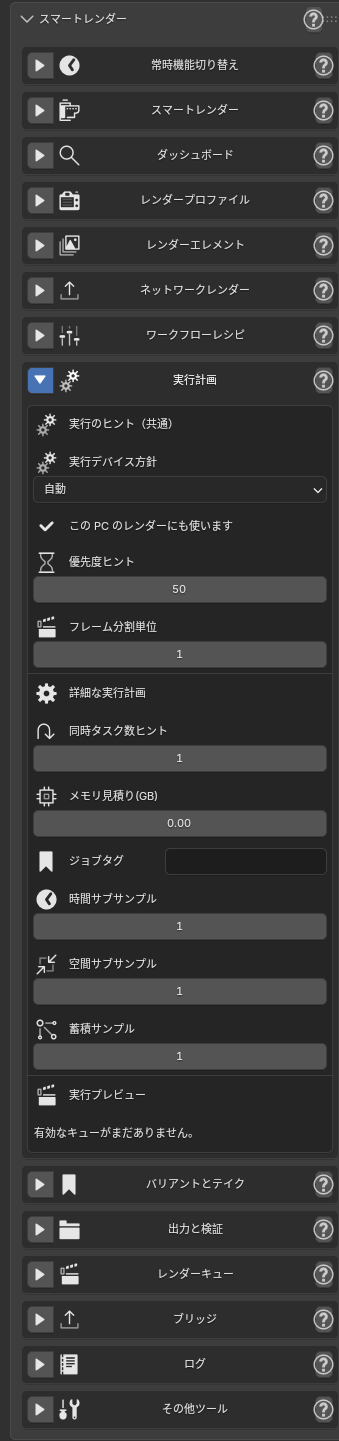 スマートレンダー
常時機能切り替え
スマートレンダー
ダッシュボード
レンダープロファイル
レンダーエレメント
ネットワークレンダー
ワークフローレシピ
実行計画
実行のヒント（共通）
実行デバイス方針
自動
この PC のレンダーにも使います
優先度ヒント
50
フレーム分割単位
1
詳細な実行計画
同時タスク数ヒント
1
メモリ見積り(GB)
0.00
ジョブタグ
時間サブサンプル
1
空間サブサンプル
1
蓄積サンプル
1
実行プレビュー
有効なキューがまだありません。
バリアントとテイク
出力と検証
レンダーキュー
ブリッジ
ログ
その他ツール